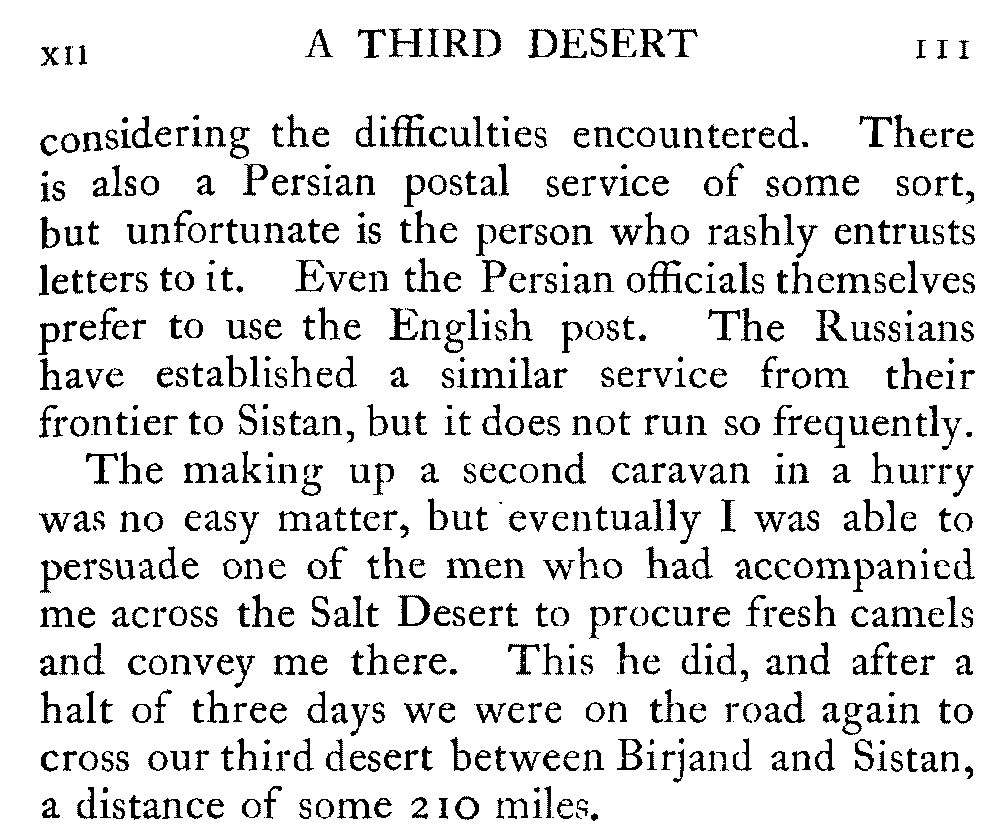 XII A THIRD DESERT 111
considering the difficulties encountered. There
is also a Persian postal service of some sort,
but unfortunate is the person who rashly entrusts
letters to it. Even the Persian officials themselves
prefer to use the English post. The Russians
have established a similar service from their
frontier to Sistan, but it does not run so frequently.
The making up a second caravan in a hurry
was no easy matter, but eventually I was able to
persuade one of the men who had accompanied
me across the Salt Desert to procure fresh camels
and convey me there. This he did, and after a
halt of three days we were on the road again to
cross our third desert between Birjand and Sistan,
a distance of some 210 miles.